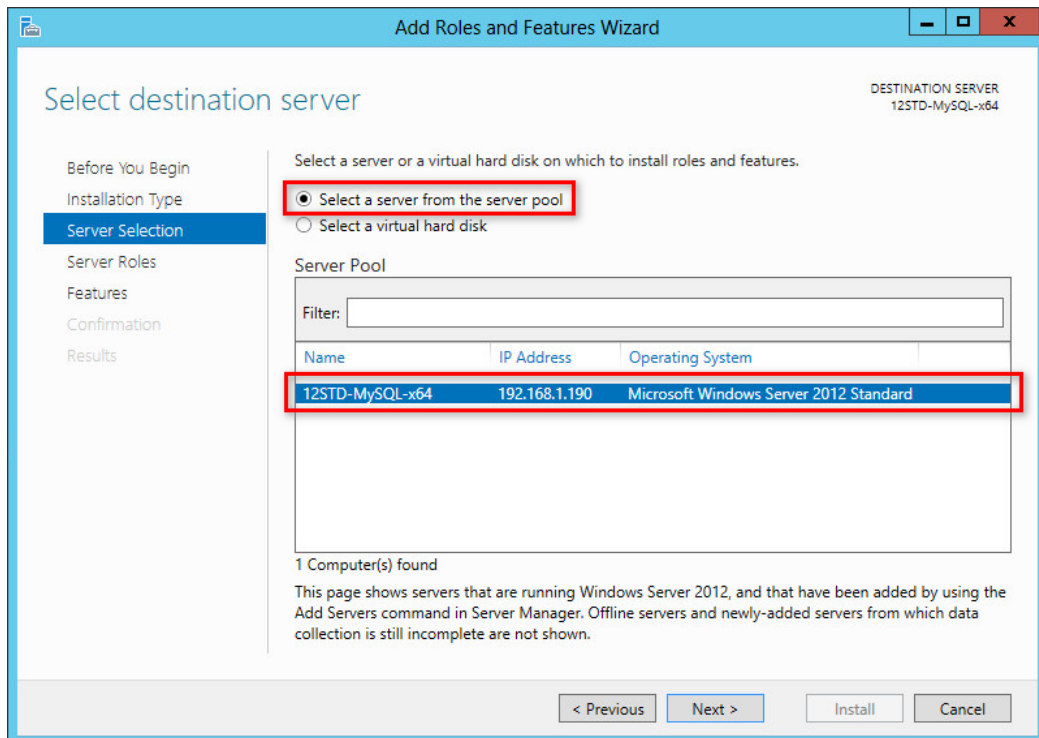 Add Roles and Features Wizard
Select destination server
DESTINATION SERVER
12STD-MySQL-x64
Before You Begin
Installation Type
Server Selection
Server Roles
Features
Confirmation
Results
Select a server or a virtual hard disk on which to install roles and features.
Select a server from the server pool
Select a virtual hard disk
Server Pool
Filter:
Name IP Address Operating System
12STD-MySQL-x64 192.168.1.190 Microsoft Windows Server 2012 Standard
1 Computer(s) found
This page shows servers that are running Windows Server 2012, and that have been added by using the
Add Servers command in Server Manager. Offline servers and newly-added servers from which data
collection is still incomplete are not shown.
< Previous Next > Install Cancel